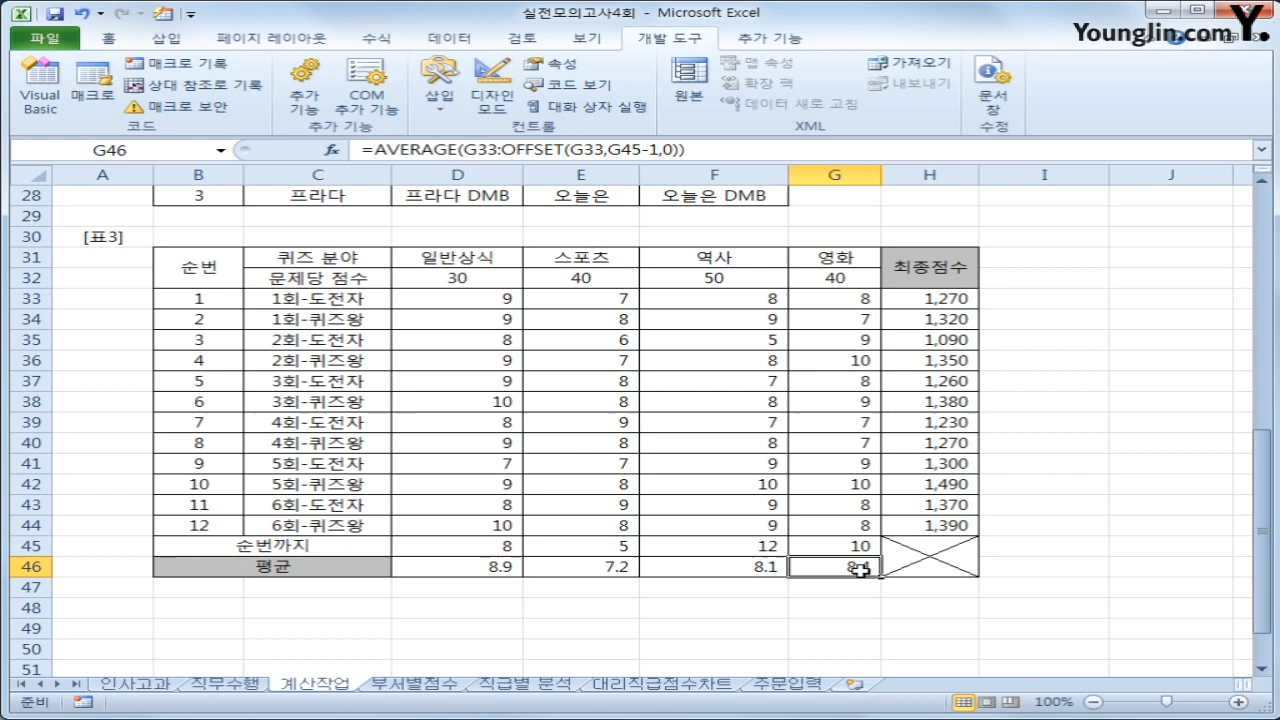 실전모의고사4회 - Microsoft Excel
Younglin.com Y.
파일 홈 삽입 페이지 레이아웃 수식 데이터 검토 보기 개발 도구 추가 기능
Visual Basic
매크로
매크로 기록
상대 참조로 기록
매크로 보안
코드
추가 기능
COM 추가 기능
추가 기능
삽입
디자인 모드
속성
코드 보기
대화 상자 실행
컨트롤
원본
맵 속성
확장 팩
데이터 새로 고침
가져오기
내보내기
XML
문서 창
수정
G46 fx =AVERAGE(G33:OFFSET(G33,G45-1,0))
A B C D E F G H I J
28 3 프라다 프라다 DMB 오늘은 오늘은 DMB
29
30 [표3]
31 순번 퀴즈 분야 일반상식 스포츠 역사 영화 최종점수
32 문제당 점수 30 40 50 40
33 1 1회-도전자 9 7 8 8 1,270
34 2 1회-퀴즈왕 9 8 9 7 1,320
35 3 2회-도전자 8 6 5 9 1,090
36 4 2회-퀴즈왕 9 7 8 10 1,350
37 5 3회-도전자 9 8 7 8 1,260
38 6 3회-퀴즈왕 10 8 8 9 1,380
39 7 4회-도전자 8 9 7 7 1,230
40 8 4회-퀴즈왕 9 8 8 7 1,270
41 9 5회-도전자 7 7 9 9 1,300
42 10 5회-퀴즈왕 9 8 10 10 1,490
43 11 6회-도전자 8 9 9 8 1,370
44 12 6회-퀴즈왕 10 8 9 8 1,390
45 순번까지 8 5 12 10
46 평균 8.9 7.2 8.1
47
48
49
50
51
인사고과 직무수행 계산작업 부서별점수 직급별 분석 대리직급점수차트 주문입력
준비 100%